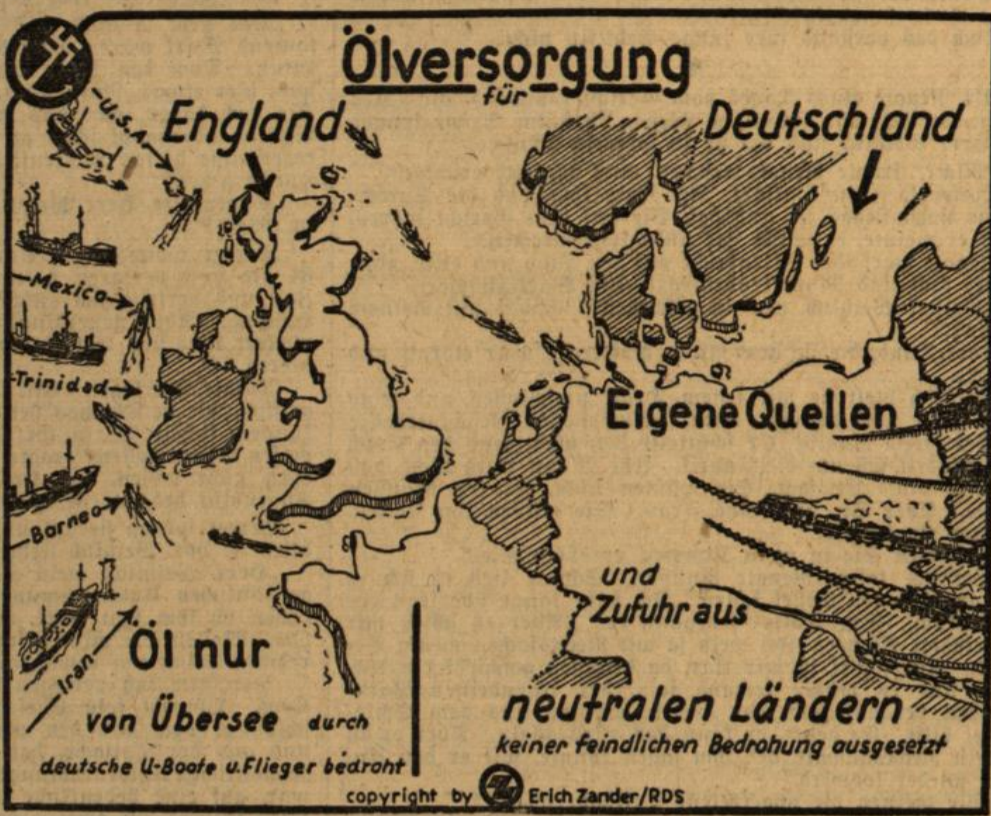 Ölversorgung
für
England
Deutschland
U.S.A.
Mexico
Trinidad
Borneo
Iran
Öl nur
von Übersee durch
deutsche U-Boote u. Flieger bedroht
Eigene Quellen
und
Zufuhr aus
neutralen Ländern
keiner feindlichen Bedrohung ausgesetzt
copyright by Erich Zander/RDS